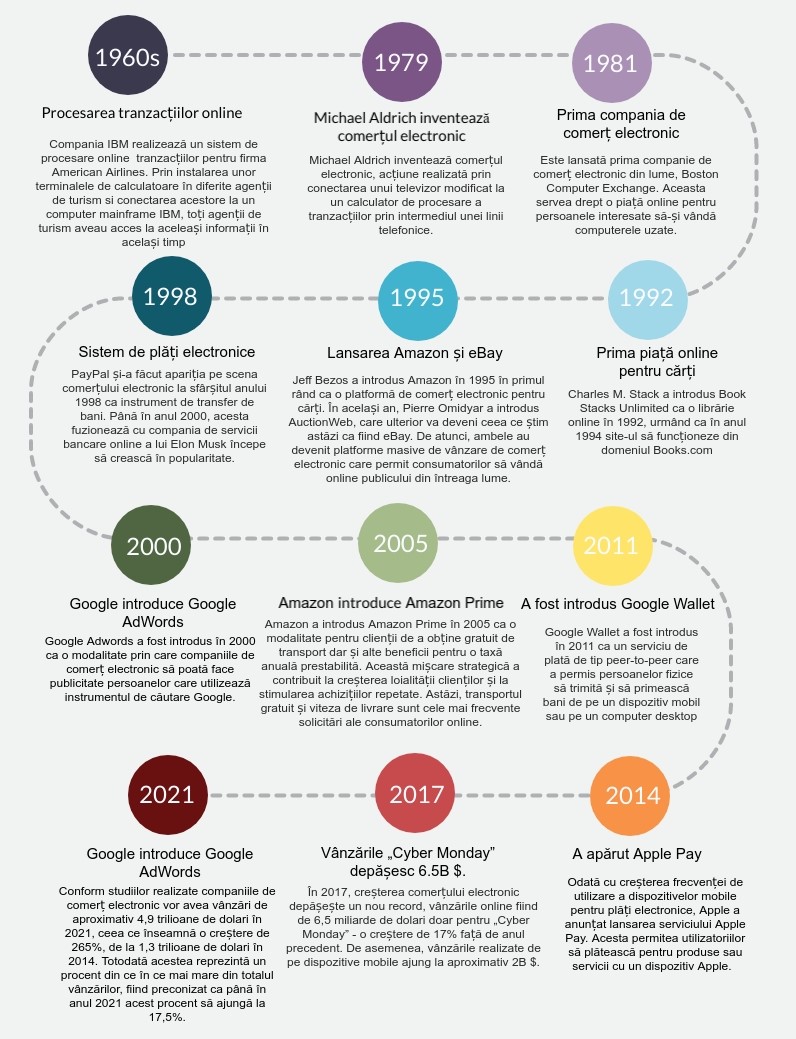 1960s
Procesarea tranzacțiilor online
Compania IBM realizează un sistem de
procesare online tranzacțiilor pentru firma
American Airlines. Prin instalarea unor
terminalele de calculatoare în diferite agenții
de turism si conectarea acestore la un
computer mainframe IBM, toți agenții de
turism aveau acces la aceleași informații în
același timp
1979
Michael Aldrich inventează
comerțul electronic
Michael Aldrich inventează comerțul
electronic, acțiune realizată prin
conectarea unui televizor modificat la
un calculator de procesare a
tranzacțiilor prin intermediul unei linii
telefonice.
1981
Prima compania de
comerț electronic
Este lansată prima companie de
comerț electronic din lume, Boston
Computer Exchange. Aceasta
servea drept o piață online pentru
persoanele interesate să-și vândă
computerele uzate.
1998
Sistem de plăți electronice
PayPal și-a făcut apariția pe scena
comerțului electronic la sfârșitul anului
1998 ca instrument de transfer de
bani. Până în anul 2000, acesta
fuzionează cu compania de servicii
bancare online a lui Elon Musk începe
să crească în popularitate.
1995
Lansarea Amazon și eBay
Jeff Bezos a introdus Amazon în 1995 în primul
rând ca o platformă de comerț electronic pentru
cărți. În același an, Pierre Omidyar a introdus
AuctionWeb, care ulterior va deveni ceea ce știm
astăzi ca fiind eBay. De atunci, ambele au
devenit platforme masive de vânzare de comerț
electronic care permit consumatorilor să vândă
online publicului din întreaga lume.
1992
Prima piață online
pentru cărți
Charles M. Stack a introdus Book
Stacks Unlimited ca o librărie
online în 1992, urmând ca în anul
1994 site-ul să funcționeze din
domeniul Books.com
2000
Google introduce Google
AdWords
Google Adwords a fost introdus în 2000
ca o modalitate prin care companiile de
comerț electronic să poată face
publicitate persoanelor care utilizează
instrumentul de căutare Google.
2005
Amazon introduce Amazon Prime
Amazon a introdus Amazon Prime în 2005 ca o
modalitate pentru clienții de a obține gratuit de
transport dar și alte beneficii pentru o taxă
anuală prestabilită. Această mișcare strategică a
contribuit la creșterea loialității clienților și la
stimularea achizițiilor repetate. Astăzi, transportul
gratuit și viteza de livrare sunt cele mai frecvente
solicitări ale consumatorilor online.
2011
A fost introdus Google Wallet
Google Wallet a fost introdus
în 2011 ca un serviciu de
plată de tip peer-to-peer care
a permis persoanelor fizice
să trimită și să primească
bani de pe un dispozitiv mobil
sau pe un computer desktop
2021
Google introduce Google
AdWords
Conform studiilor realizate companiile de
comerț electronic vor avea vânzări de
aproximativ 4,9 trilioane de dolari în
2021, ceea ce înseamnă o creștere de
265%, de la 1,3 trilioane de dolari în
2014. Totodată acestea reprezintă un
procent din ce în ce mai mare din totalul
vânzărilor, fiind preconizat ca până în
anul 2021 acest procent să ajungă la
17,5%.
2017
Vânzările „Cyber Monday”
depășesc 6.5B $.
În 2017, creșterea comerțului electronic
depășește un nou record, vânzările online fiind
de 6,5 miliarde de dolari doar pentru „Cyber
Monday” - o creștere de 17% față de anul
precedent. De asemenea, vânzările realizate de
pe dispozitive mobile ajung la aproximativ 2B $.
2014
A apărut Apple Pay
Odată cu creșterea frecvenței de
utilizare a dispozitivelor mobile
pentru plăți electronice, Apple a
anunțat lansarea serviciului Apple
Pay. Acesta permitea utilizatoriilor
să plătească pentru produse sau
servicii cu un dispozitiv Apple.